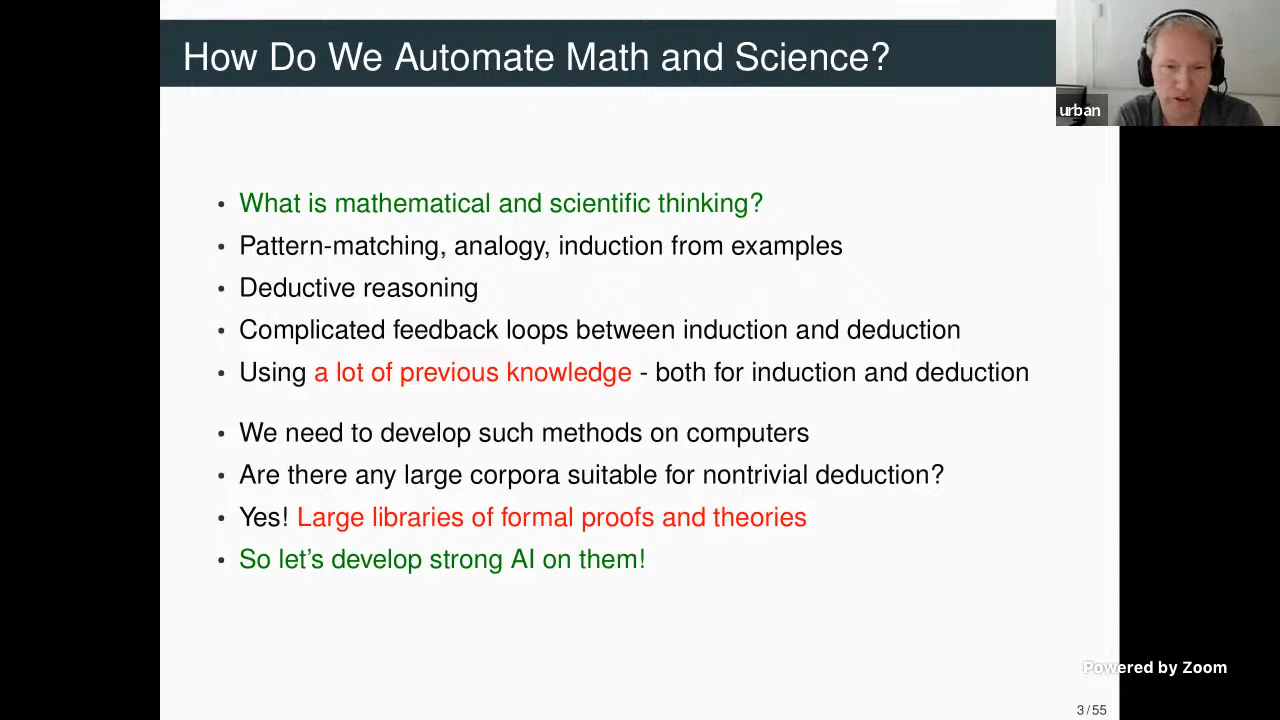 How Do We Automate Math and Science?
urban
• What is mathematical and scientific thinking?
• Pattern-matching, analogy, induction from examples
• Deductive reasoning
• Complicated feedback loops between induction and deduction
• Using a lot of previous knowledge - both for induction and deduction
• We need to develop such methods on computers
• Are there any large corpora suitable for nontrivial deduction?
• Yes! Large libraries of formal proofs and theories
• So let's develop strong AI on them!
Powered by Zoom
3 / 55